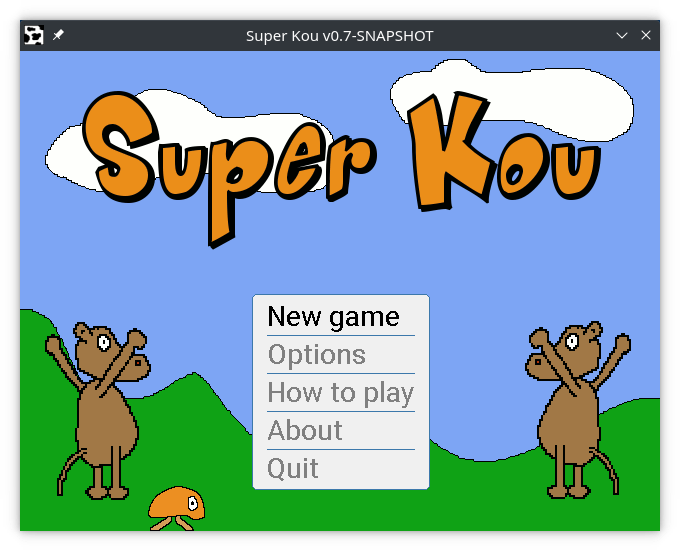 Super Kou v0.7-SNAPSHOT
Super Kou
New game
Options
How to play
About
Quit